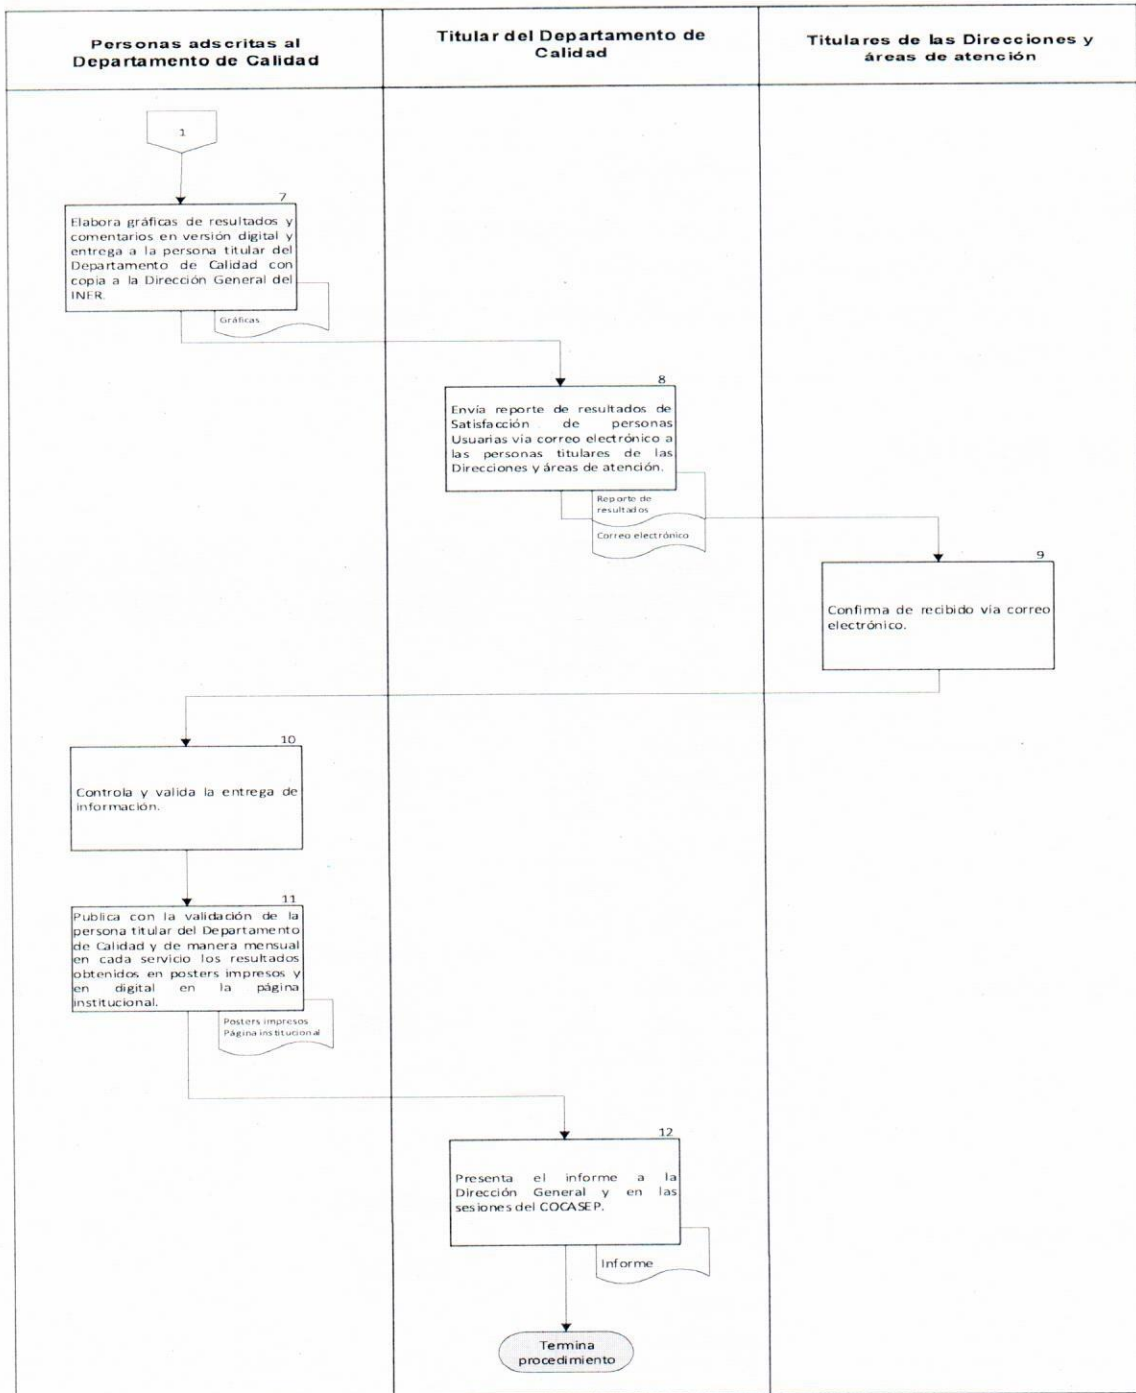 Personas adscritas al
Departamento de Calidad
Titular del Departamento de
Calidad
Titulares de las Direcciones y
áreas de atención
1
7
Elabora gráficas de resultados y
comentarios en versión digital y
entrega a la persona titular del
Departamento de Calidad con
copia a la Dirección General del
INER.
Gráficas
8
Envía reporte de resultados de
Satisfacción de personas
Usuarias vía correo electrónico a
las personas titulares de las
Direcciones y áreas de atención.
Reporte de
resultados
Correo electrónico
9
Confirma de recibido vía correo
electrónico.
10
Controla y valida la entrega de
información.
11
Publica con la validación de la
persona titular del Departamento
de Calidad y de manera mensual
en cada servicio los resultados
obtenidos en posters impresos y
en digital en la página
institucional.
Posters impresos
Página institucional
12
Presenta el informe a la
Dirección General y en las
sesiones del COCASEP.
Informe
Termina
procedimiento